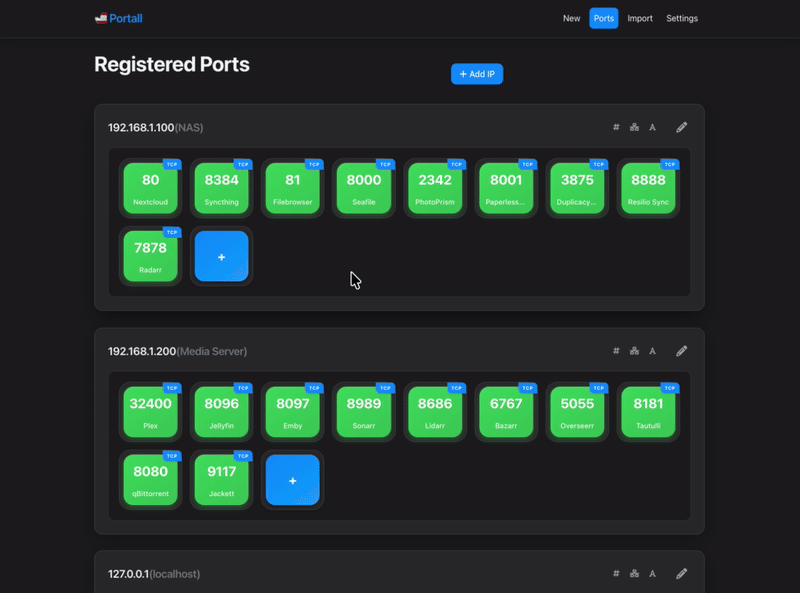 Portall
New Ports Import Settings
Registered Ports
+ Add IP
192.168.1.100(NAS)
# A
TCP TCP TCP TCP TCP TCP TCP TCP
80 8384 81 8000 2342 8001 3875 8888
Nextcloud Syncthing Filebrowser Seafile PhotoPrism Paperless... Duplicacy... Resilio Sync
TCP
7878 +
Radarr
192.168.1.200(Media Server)
# A
TCP TCP TCP TCP TCP TCP TCP TCP
32400 8096 8097 8989 8686 6767 5055 8181
Plex Jellyfin Emby Sonarr Lidarr Bazarr Overseerr Tautulli
TCP TCP
8080 9117 +
qBittorrent Jackett
127.0.0.1(localhost)
# A